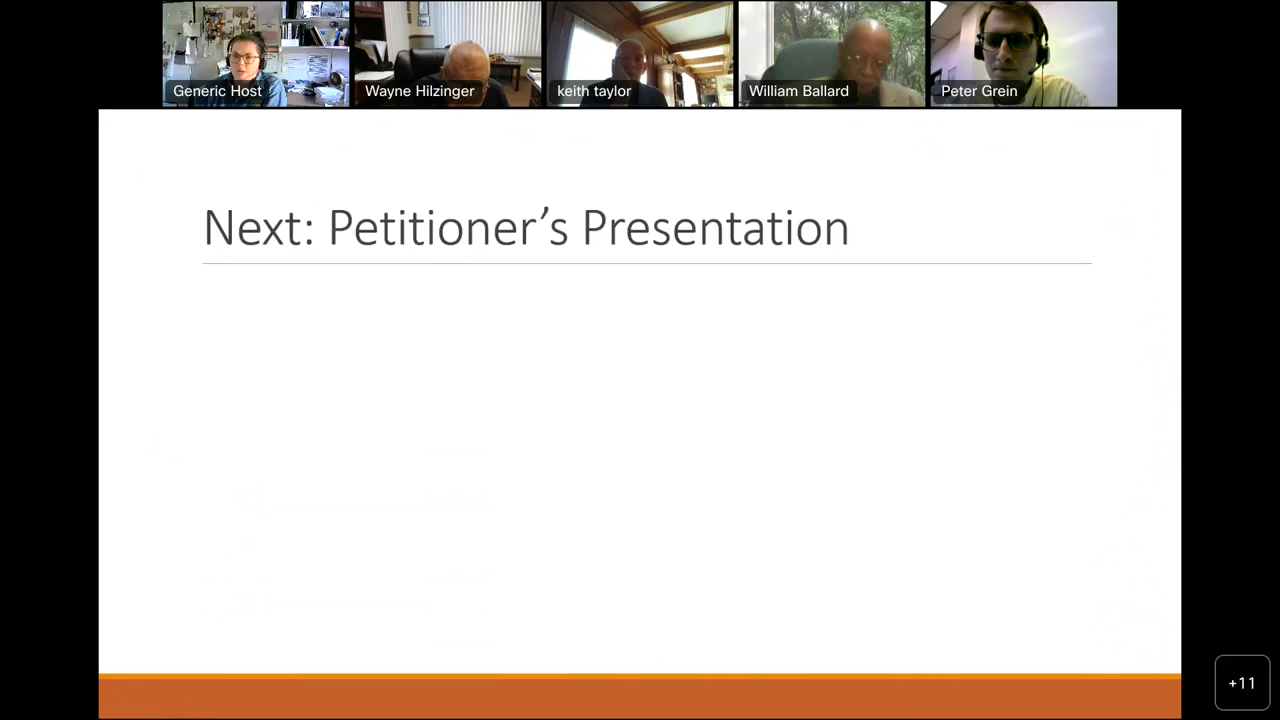 Generic Host
Wayne Hilzinger
keith taylor
William Ballard
Peter Grein
Next: Petitioner’s Presentation
+11